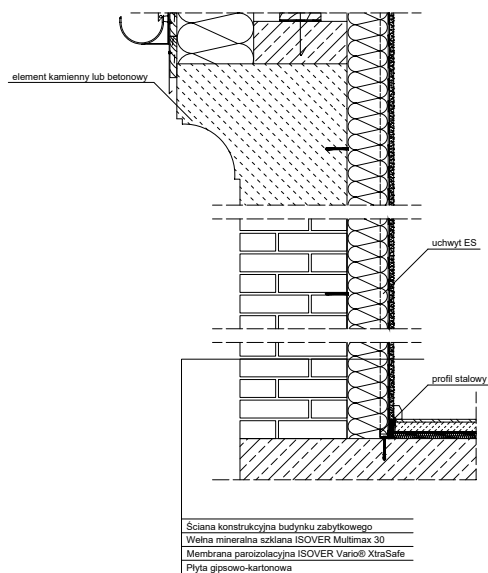 element kamienny lub betonowy
uchwyt ES
profil stalowy
Ściana konstrukcyjna budynku zabytkowego
Wełna mineralna szklana ISOVER Multimax 30
Membrana paroizolacyjna ISOVER Vario® XtraSafe
Płyta gipsowo-kartonowa